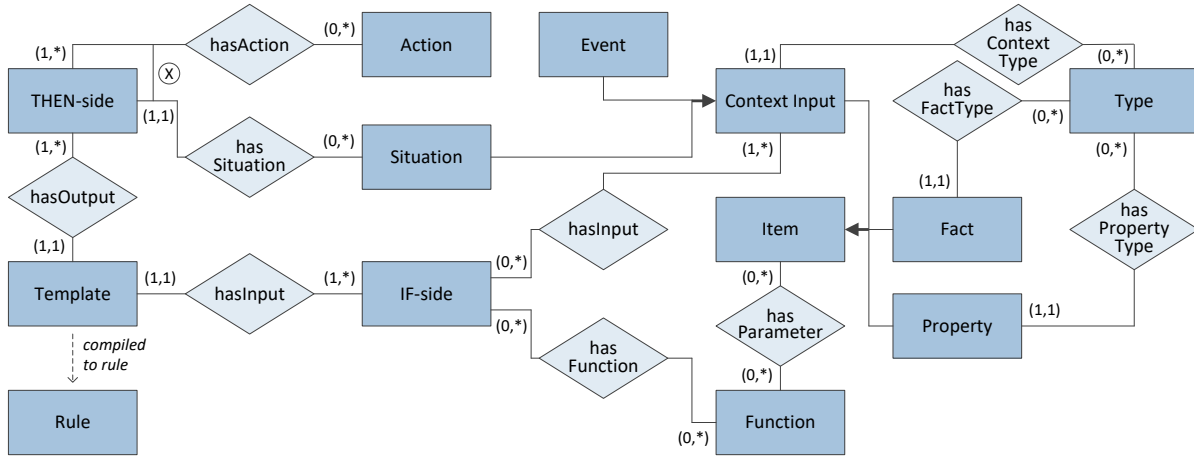 (1,*)
hasAction
(0,*)
Action
Event
(1,1)
has
Context
Type
(0,*)
THEN-side
X
(1,1)
has
Situation
(0,*)
Situation
Context Input
has
FactType
(0,*)
Type
(1,*)
(1,*)
(0,*)
hasOutput
hasInput
Item
(1,1)
Fact
has
Property
Type
(1,1)
Template
(1,1)
hasInput
(1,*)
IF-side
(0,*)
(0,*)
(0,*)
has
Parameter
Property
(1,1)
compiled
to rule
has
Function
(0,*)
Rule
(0,*)
Function